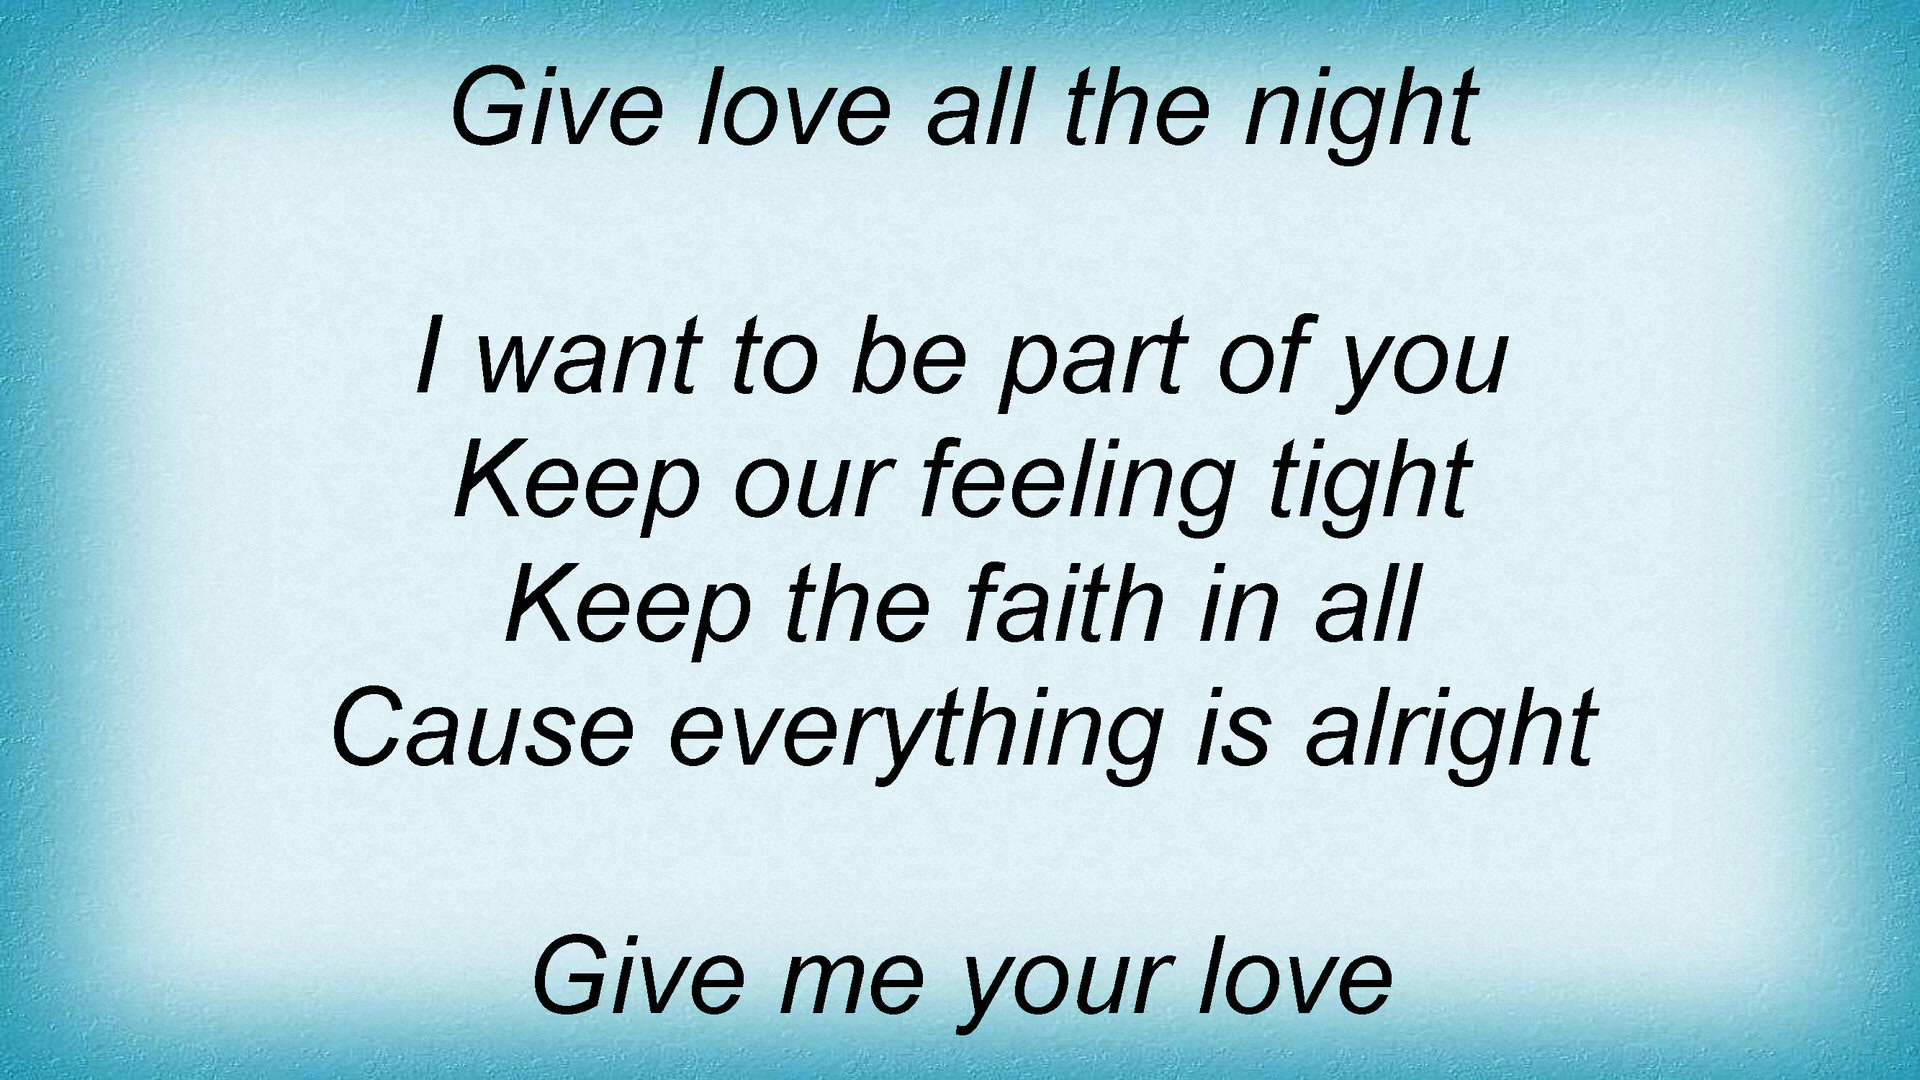 Give love all the night
I want to be part of you
Keep our feeling tight
Keep the faith in all
Cause everything is alright
Give me your love